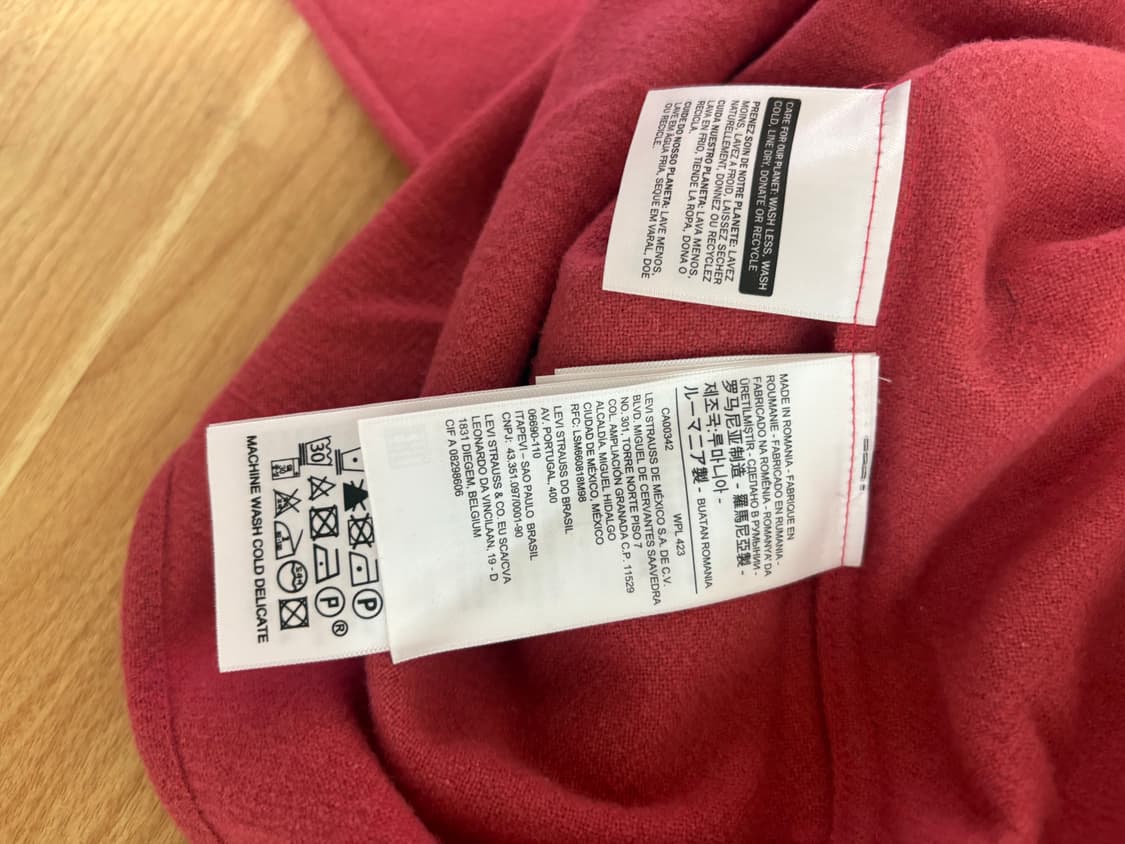 CARE FOR OUR PLANET: WASH LESS, WASH
COLD, LINE DRY, DONATE OR RECYCLE
PRENEZ SOIN DE NOTRE PLANETE: LAVEZ
MOINS, LAVEZ À FROID, LAISSEZ SECHER
NATURELLEMENT, DONNEZ OU RECYCLEZ
CUIDA NUESTRO PLANETA: LAVA MENOS,
LAVA EN FRIO, TIENDE LA ROPA, DONA O
RECICLA.
CUIDE DO NOSSO PLANETA: LAVE MENOS,
LAVE EM ÁGUA FRIA, SEQUE EM VARAL, DOE
OU RECICLE.
MADE IN ROMANIA - FABRIQUE EN
ROUMANIE - FABRICADO EN RUMANIA -
FABRICADO NA ROMÊNIA - ROMANYA' DA
ÜRETILMIŞTIR - СДЕЛАНО В РУМЫНИИ -
罗马尼亚制造 - 羅馬尼亞製 -
제조국:루마니아 -
ルーマニア製 - BUATAN ROMANIA
CA00342 WPL 423
LEVI STRAUSS DE MÉXICO S.A. DE C.V.
BLVD. MIGUEL DE CERVANTES SAAVEDRA
NO. 301, TORRE NORTE PISO 7
COL. AMPLIACIÓN GRANADA C.P. 11529
ALCALDÍA, MIGUEL HIDALGO
CIUDAD DE MÉXICO, MÉXICO
RFC: LSM660818M98
LEVI STRAUSS DO BRASIL
AV. PORTUGAL, 400
06690-110
ITAPEVI – SAO PAULO BRASIL
CNPJ: 43.351.097/0001-90
LEVI STRAUSS & CO. EU SCA/CVA
LEONARDO DA VINCILAAN, 19 - D
1831 DIEGEM, BELGIUM
CIF A 08298606
P
30 P ®
MACHINE WASH COLD DELICATE